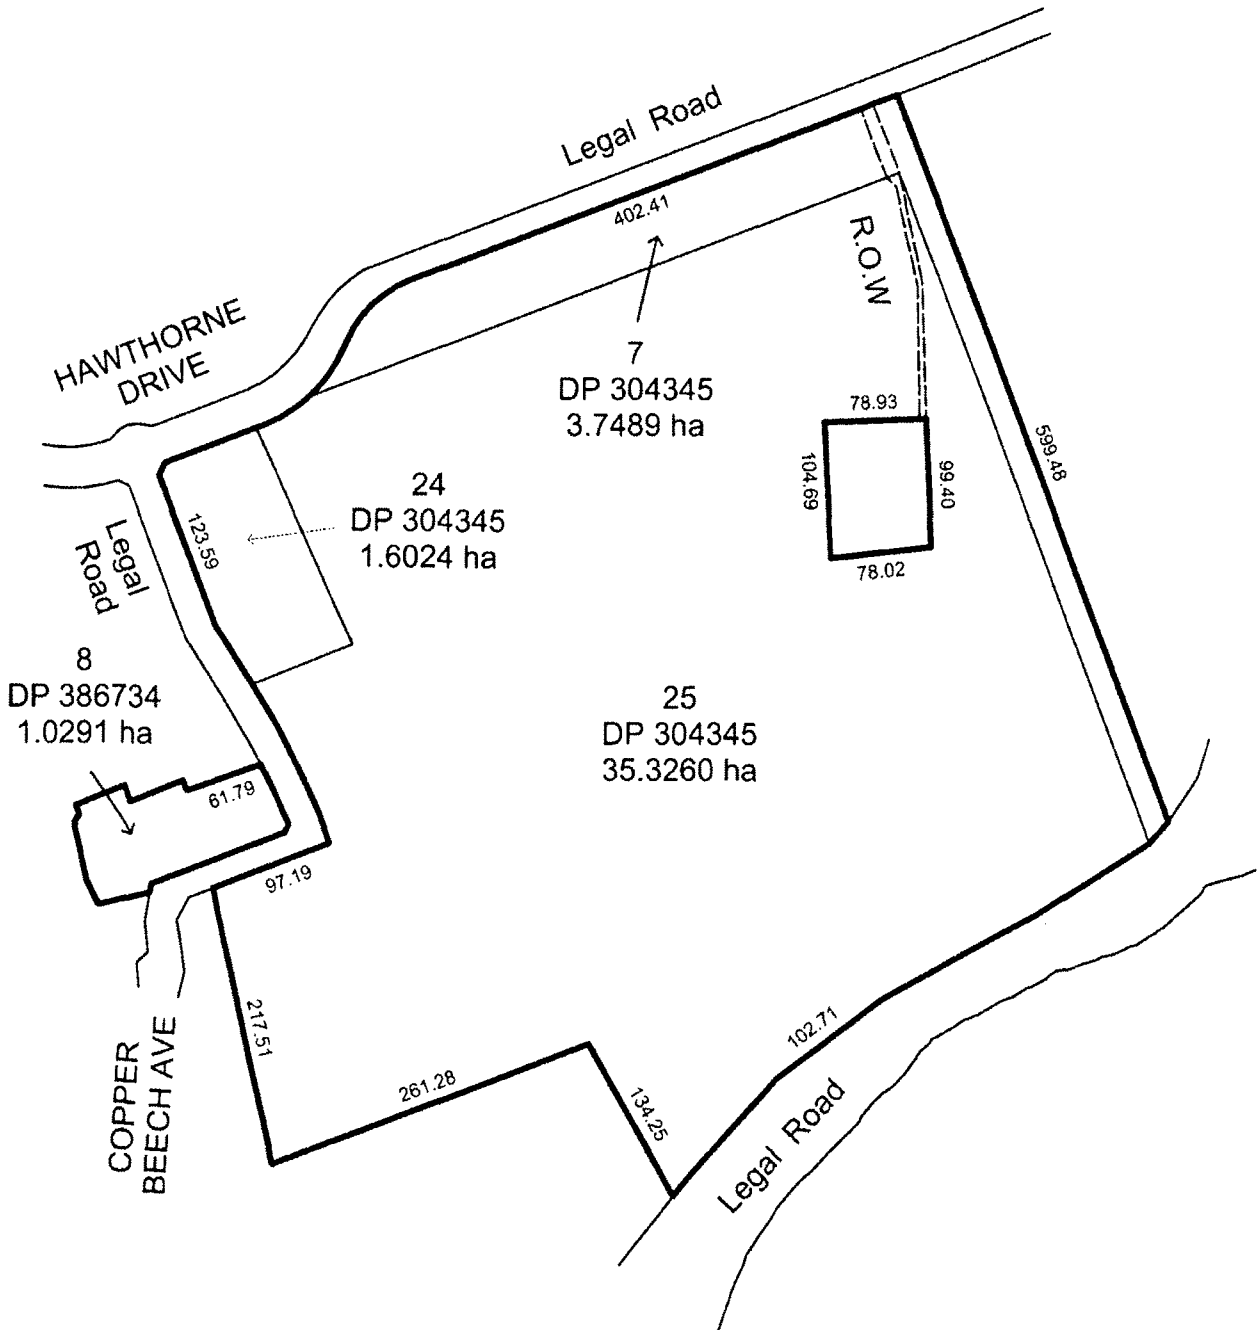 Legal Road
402.41
R.O.W
HAWTHORNE
DRIVE
7
DP 304345
3.7489 ha
78.93
104.69
99.40
78.02
599.48
24
DP 304345
1.6024 ha
123.59
Legal
Road
8
DP 386734
1.0291 ha
61.79
25
DP 304345
35.3260 ha
97.19
217.51
261.28
134.25
102.71
Legal Road
COPPER
BEECH AVE